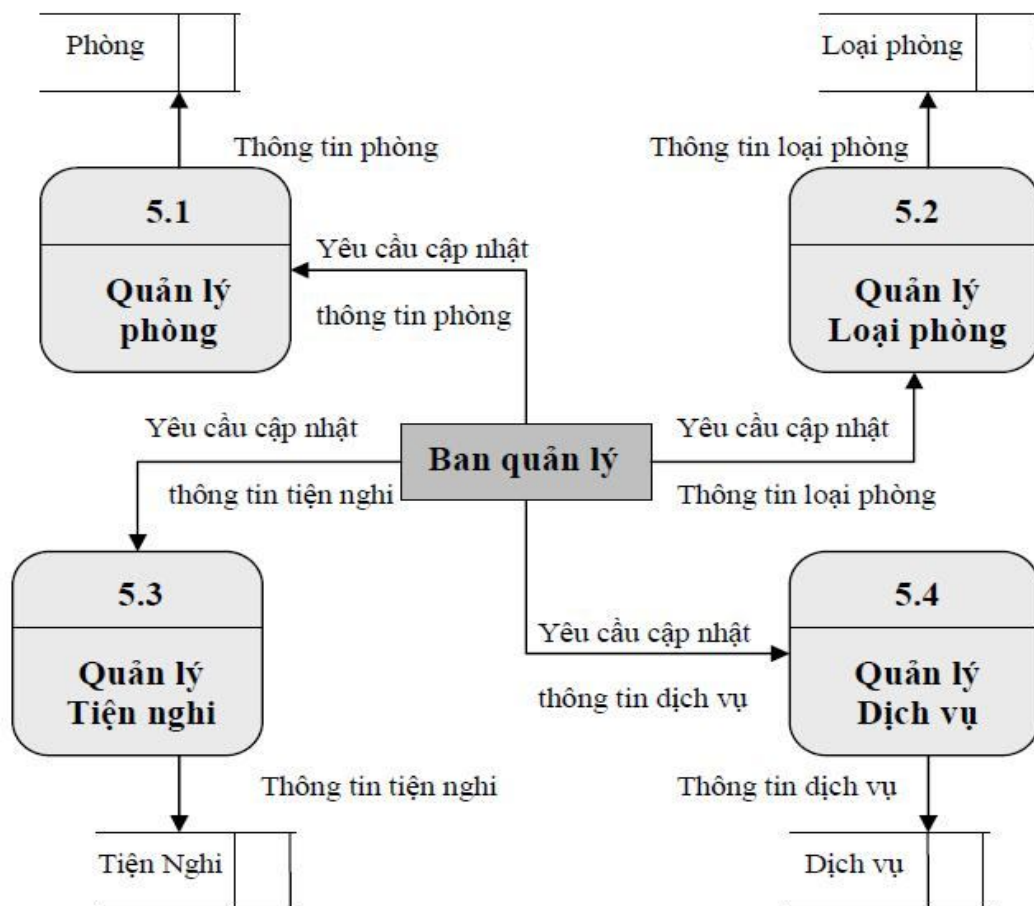 Phòng
Loại phòng
Thông tin phòng
Thông tin loại phòng
5.1
Quản lý
phòng
Yêu cầu cập nhật
thông tin phòng
5.2
Quản lý
Loại phòng
Yêu cầu cập nhật
thông tin tiện nghi
Ban quản lý
Yêu cầu cập nhật
Thông tin loại phòng
5.3
Quản lý
Tiện nghi
Yêu cầu cập nhật
thông tin dịch vụ
5.4
Quản lý
Dịch vụ
Thông tin tiện nghi
Thông tin dịch vụ
Tiện Nghi
Dịch vụ